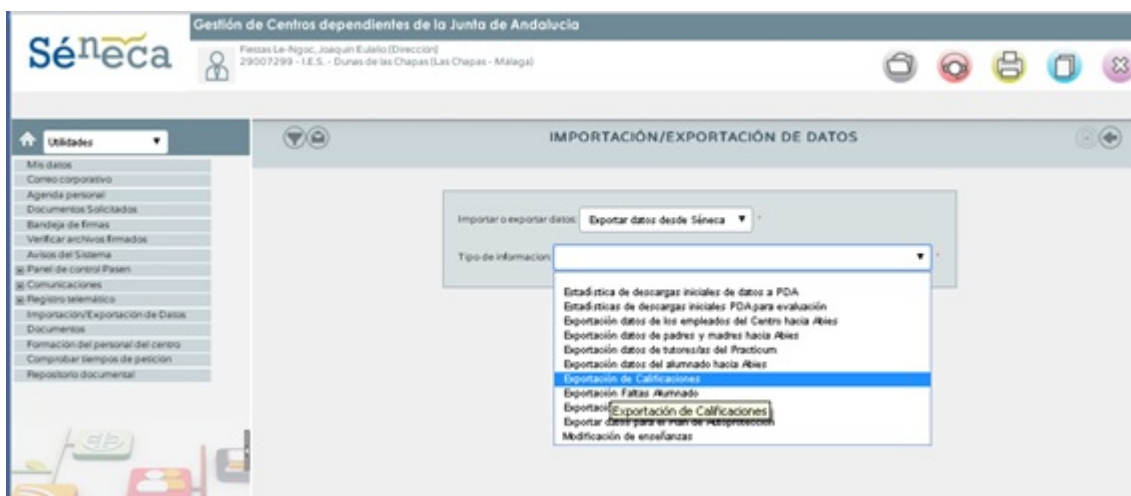 Gestión de Centros dependientes de la Junta de Andalucía
Séneca
Fiestas Le-Ngoc, Joaquín Eulalio (Dirección)
29007299 - I.E.S. - Dunas de las Chapas (Las Chapas - Málaga)
Utilidades
IMPORTACIÓN/EXPORTACIÓN DE DATOS
Mis datos
Correo corporativo
Agenda personal
Documentos Solicitados
Bandeja de firmas
Verificar archivos firmados
Avisos del Sistema
Panel de control Pasen
Comunicaciones
Registro telemático
Importación/Exportación de Datos
Documentos
Formación del personal del centro
Comprobar tiempos de petición
Repositorio documental
Importar o exportar datos: Exportar datos desde Séneca *
Tipo de información: *
Estadística de descargas iniciales de datos a PDA
Estadísticas de descargas iniciales PDA para evaluación
Exportación datos de los empleados del Centro hacia Abies
Exportación datos de padres y madres hacia Abies
Exportación datos de tutores/as del Practicum
Exportación datos del alumnado hacia Abies
Exportación de Calificaciones
Exportación Faltas Alumnado
Exportación de Calificaciones
Exportar datos para el Plan de Autoprotección
Modificación de enseñanzas